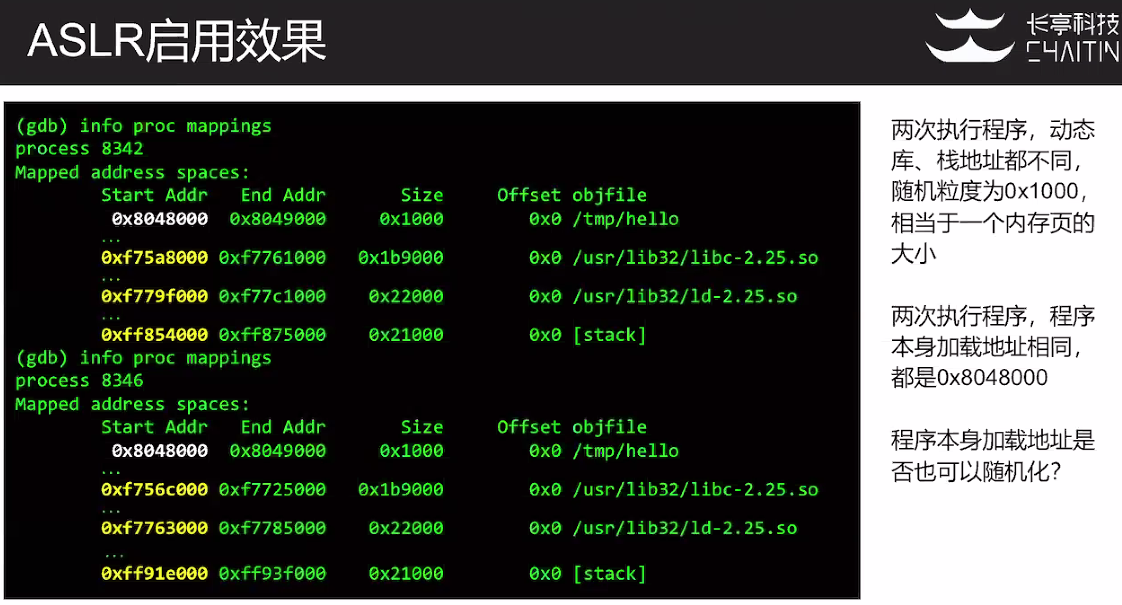 ASLR启用效果
长亭科技
CHAITIN
(gdb) info proc mappings
process 8342
Mapped address spaces:
Start Addr End Addr Size Offset objfile
0x8048000 0x8049000 0x1000 0x0 /tmp/hello
...
0xf75a8000 0xf7761000 0x1b9000 0x0 /usr/lib32/libc-2.25.so
...
0xf779f000 0xf77c1000 0x22000 0x0 /usr/lib32/ld-2.25.so
...
0xff854000 0xff875000 0x21000 0x0 [stack]
(gdb) info proc mappings
process 8346
Mapped address spaces:
Start Addr End Addr Size Offset objfile
0x8048000 0x8049000 0x1000 0x0 /tmp/hello
...
0xf756c000 0xf7725000 0x1b9000 0x0 /usr/lib32/libc-2.25.so
...
0xf7763000 0xf7785000 0x22000 0x0 /usr/lib32/ld-2.25.so
...
0xff91e000 0xff93f000 0x21000 0x0 [stack]
两次执行程序，动态
库、栈地址都不同，
随机粒度为0x1000，
相当于一个内存页的
大小
两次执行程序，程序
本身加载地址相同，
都是0x8048000
程序本身加载地址是
否也可以随机化？